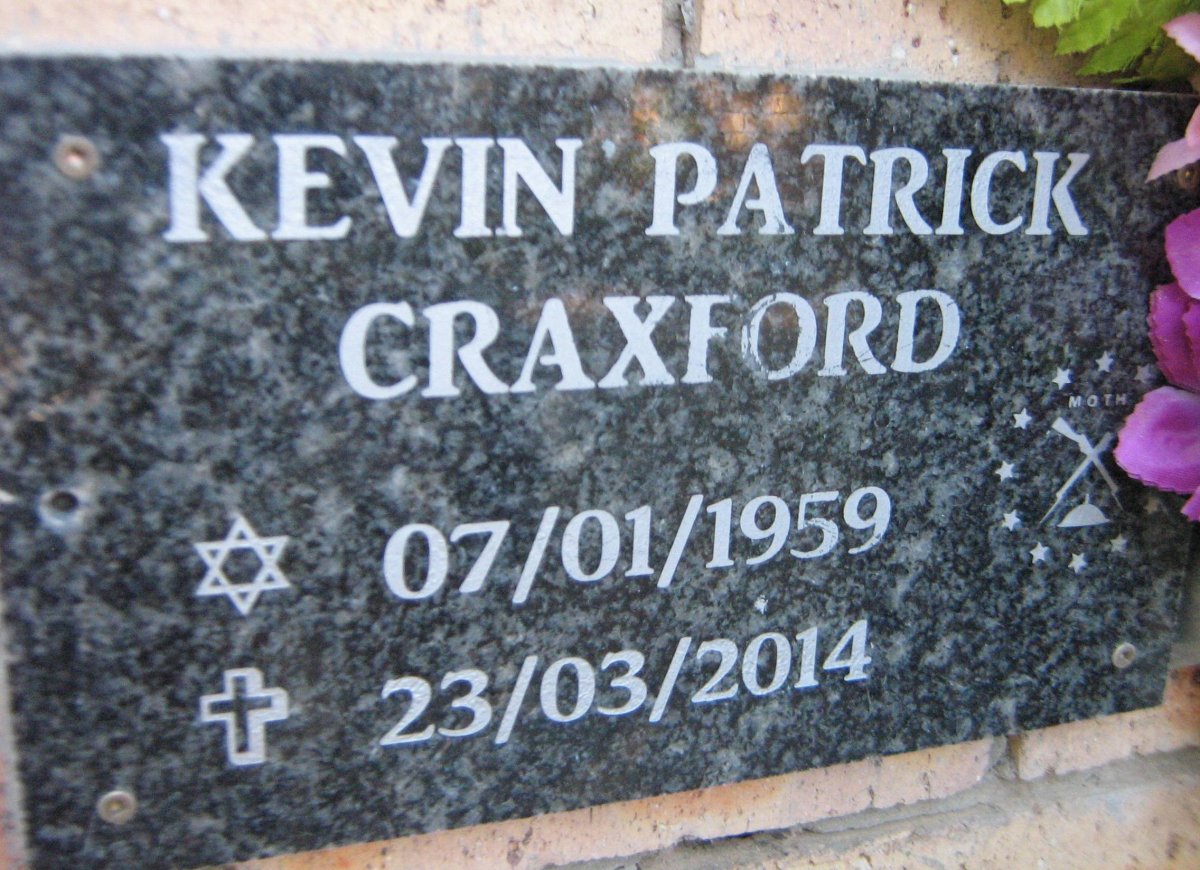 KEVIN PATRICK
CRAXFORD
MOTH
07/01/1959
23/03/2014